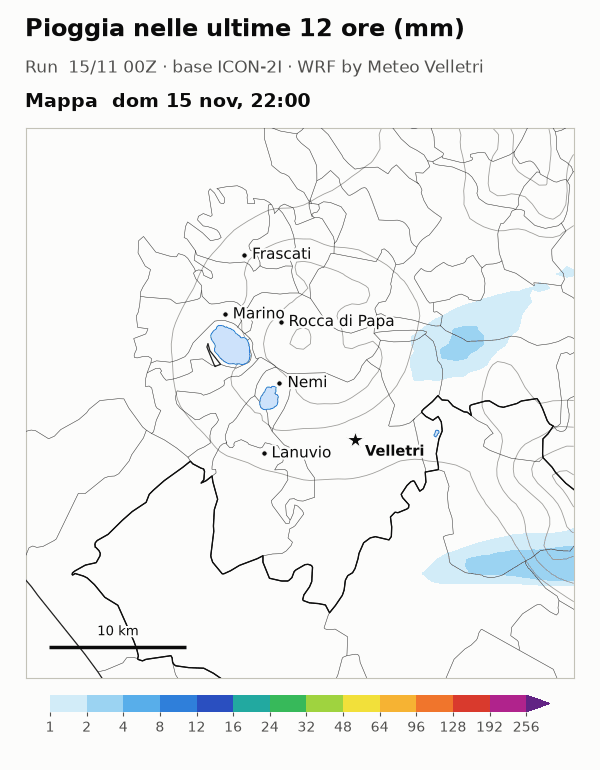 Pioggia nelle ultime 12 ore (mm)
Run 15/11 00Z · base ICON-2I · WRF by Meteo Velletri
Mappa dom 15 nov, 22:00
Frascati
Marino
Rocca di Papa
Nemi
Velletri
Lanuvio
10 km
1 2 4 8 12 16 24 32 48 64 96 128 192 256